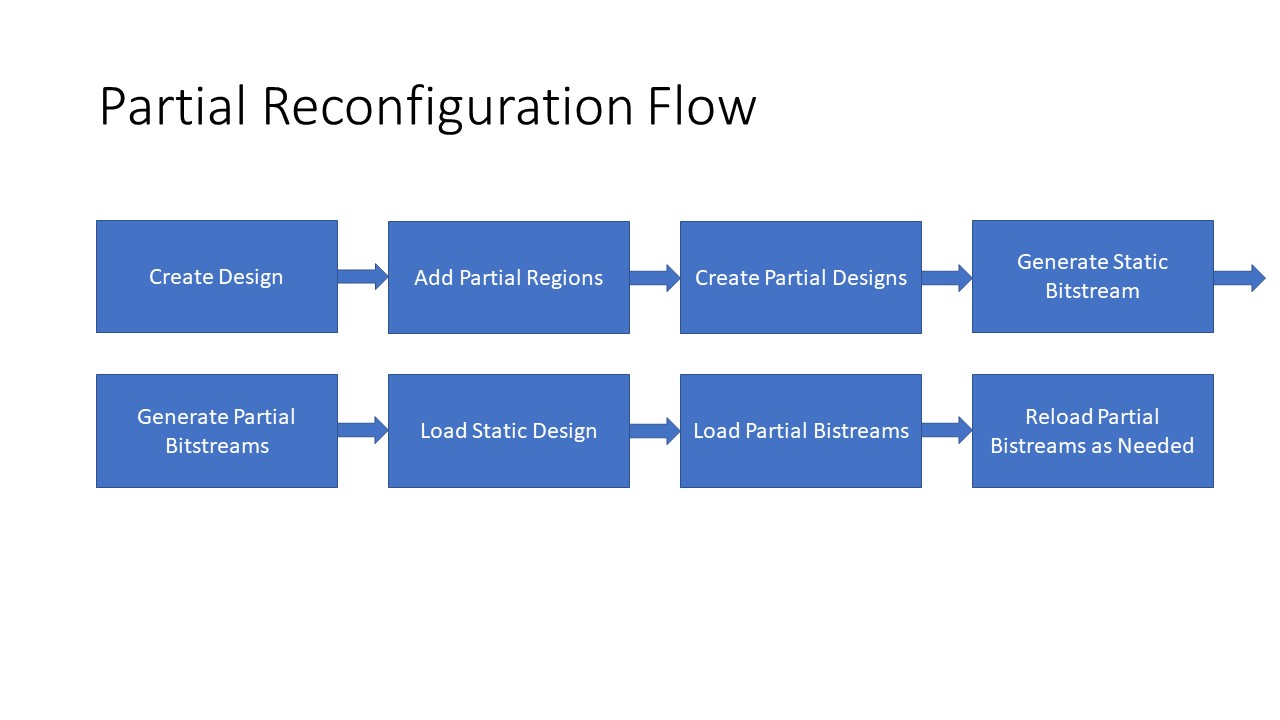 Partial Reconfiguration Flow
Create Design
Add Partial Regions
Create Partial Designs
Generate Static
Bitstream
Generate Partial
Bitstreams
Load Static Design
Load Partial Bistreams
Reload Partial
Bistreams as Needed